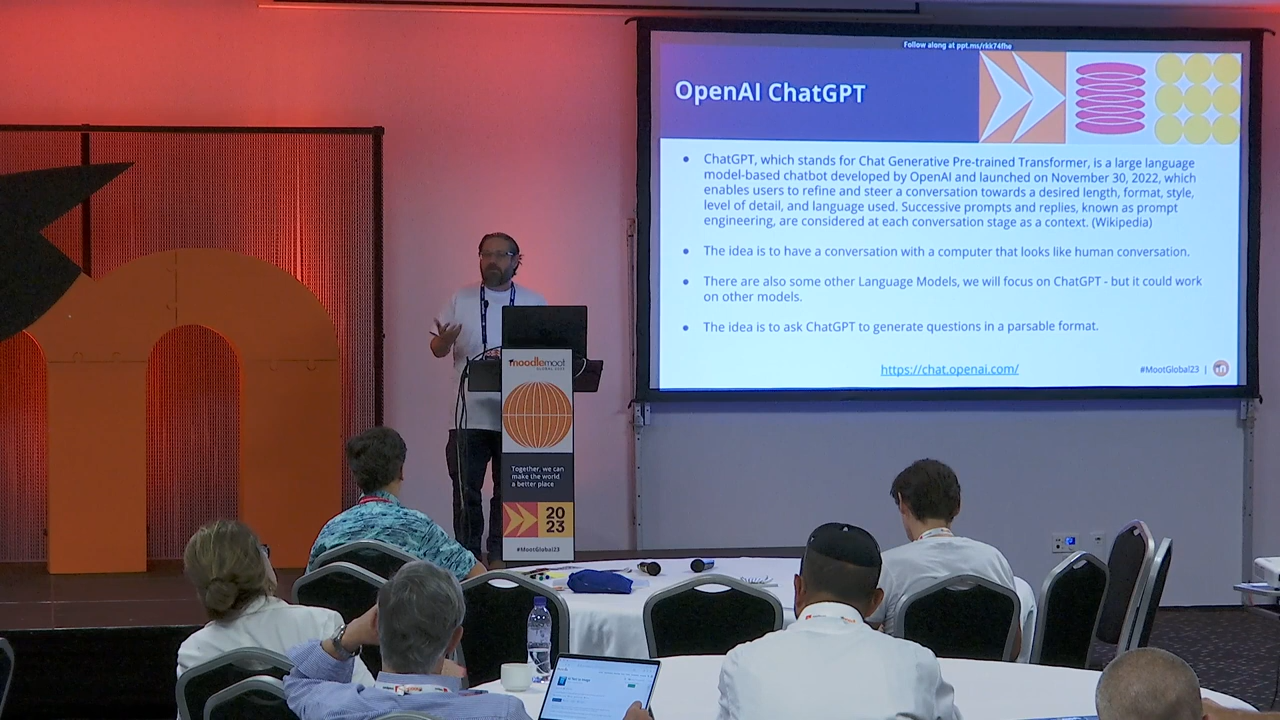 Follow along at ppt.ms/rkk74fhe
OpenAI ChatGPT
• ChatGPT, which stands for Chat Generative Pre-trained Transformer, is a large language
model-based chatbot developed by OpenAI and launched on November 30, 2022, which
enables users to refine and steer a conversation towards a desired length, format, style,
level of detail, and language used. Successive prompts and replies, known as prompt
engineering, are considered at each conversation stage as a context. (Wikipedia)
• The idea is to have a conversation with a computer that looks like human conversation.
• There are also some other Language Models, we will focus on ChatGPT - but it could work
on other models.
• The idea is to ask ChatGPT to generate questions in a parsable format.
https://chat.openai.com/
#MootGlobal23 |
moodlemoot
GLOBAL 2023
Together, we can
make the world
a better place
20
23
#MootGlobal23